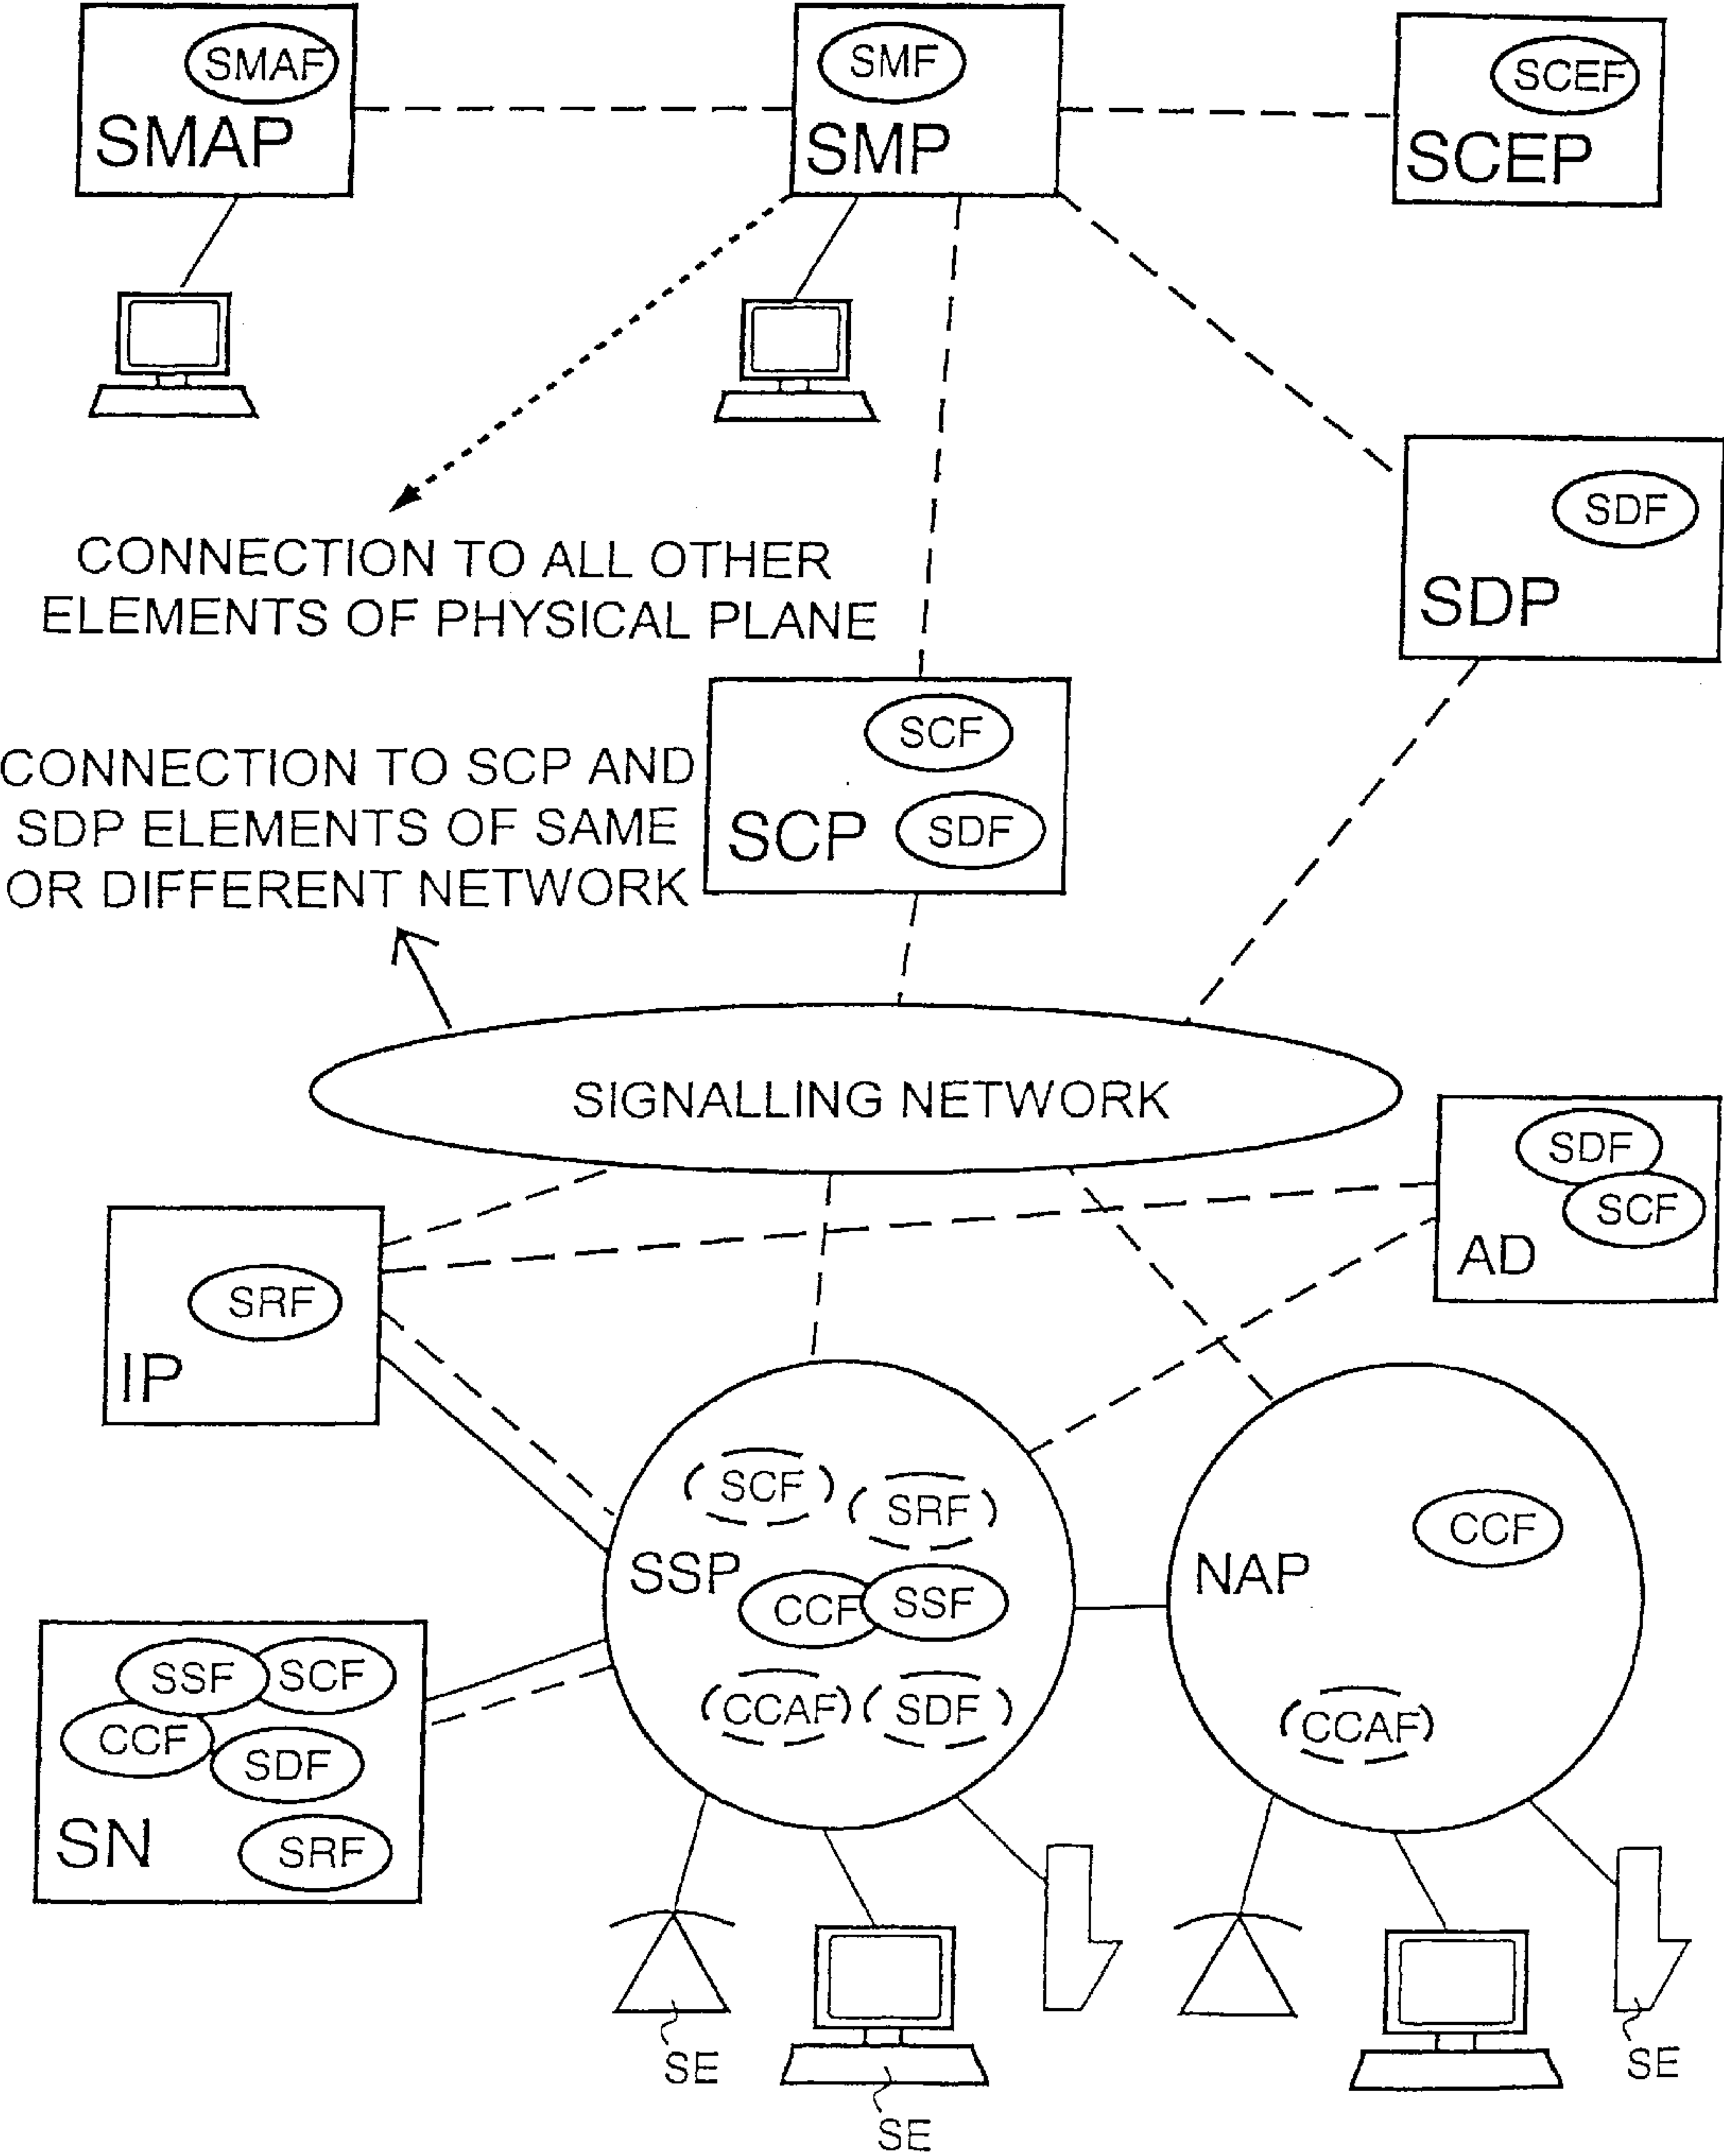 SMAF
SMAP
SMF
SMP
SCEF
SCEP
CONNECTION TO ALL OTHER
ELEMENTS OF PHYSICAL PLANE
SDF
SDP
CONNECTION TO SCP AND
SDP ELEMENTS OF SAME
OR DIFFERENT NETWORK
SCF
SCP
SDF
SIGNALLING NETWORK
SDF
SCF
AD
SRF
IP
SCF
SRF
SSP
CCF
SSF
CCAF
SDF
CCF
NAP
CCAF
SSF
SCF
CCF
SDF
SN
SRF
SE
SE
SE